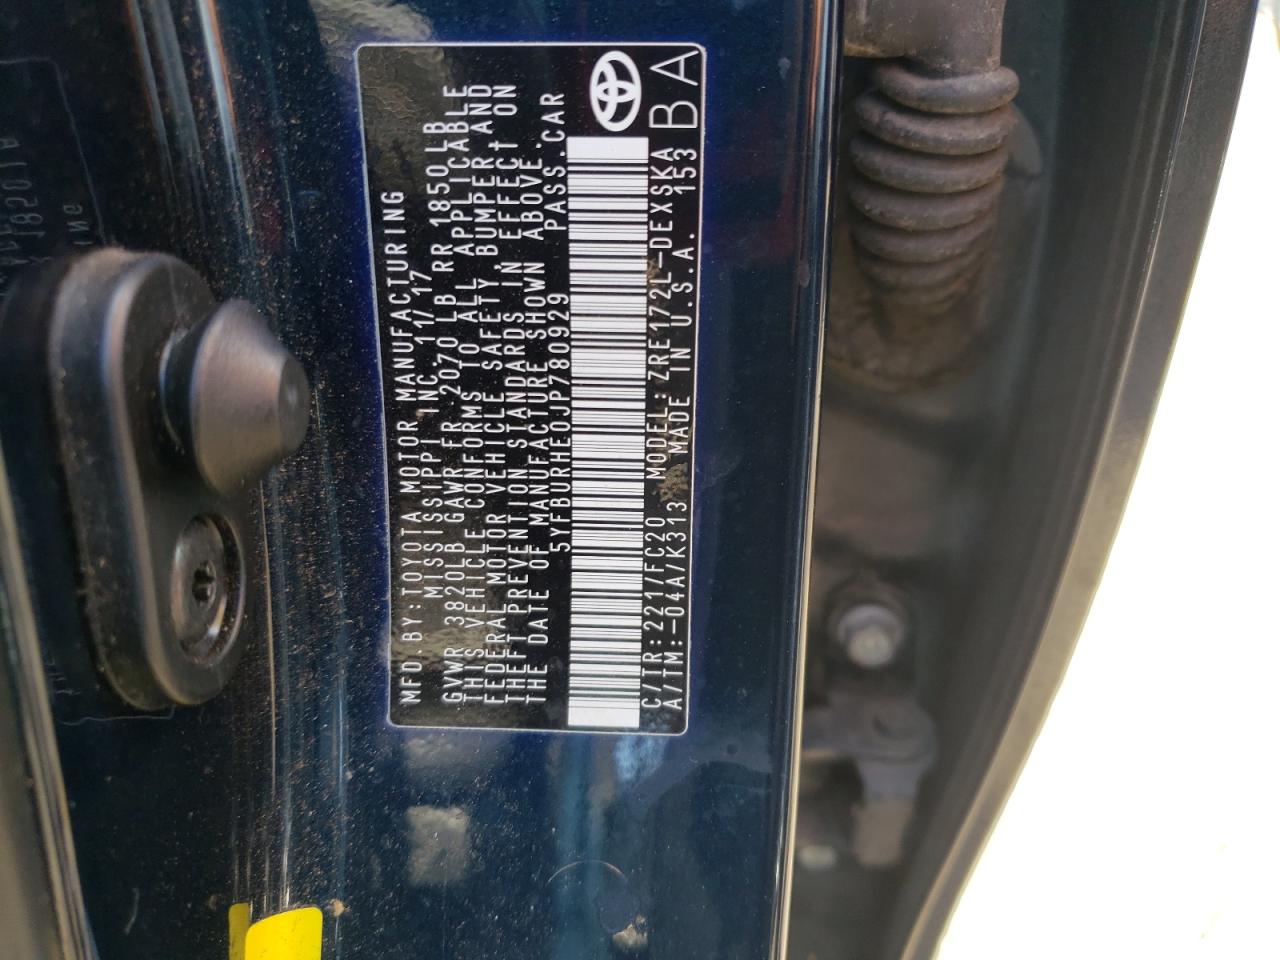 MFD.BY:TOYOTA MOTOR MANUFACTURING
MISSISSIPPI INC. 11/17
GVWR 3820LB GAWR FR 2070 LB RR 1850LB
THIS VEHICLE CONFORMS TO ALL APPLICABLE
FEDERAL MOTOR VEHICLE SAFETY, BUMPER AND
THEFT PREVENTION STANDARDS IN EFFECT ON
THE DATE OF MANUFACTURE SHOWN ABOVE.
5YFBURHE0JP780929 PASS.CAR
C/TR:221/FC20 MODEL:ZRE172L-DEXSKA
A/TM:-04A/K313 MADE IN U.S.A. 153 BA